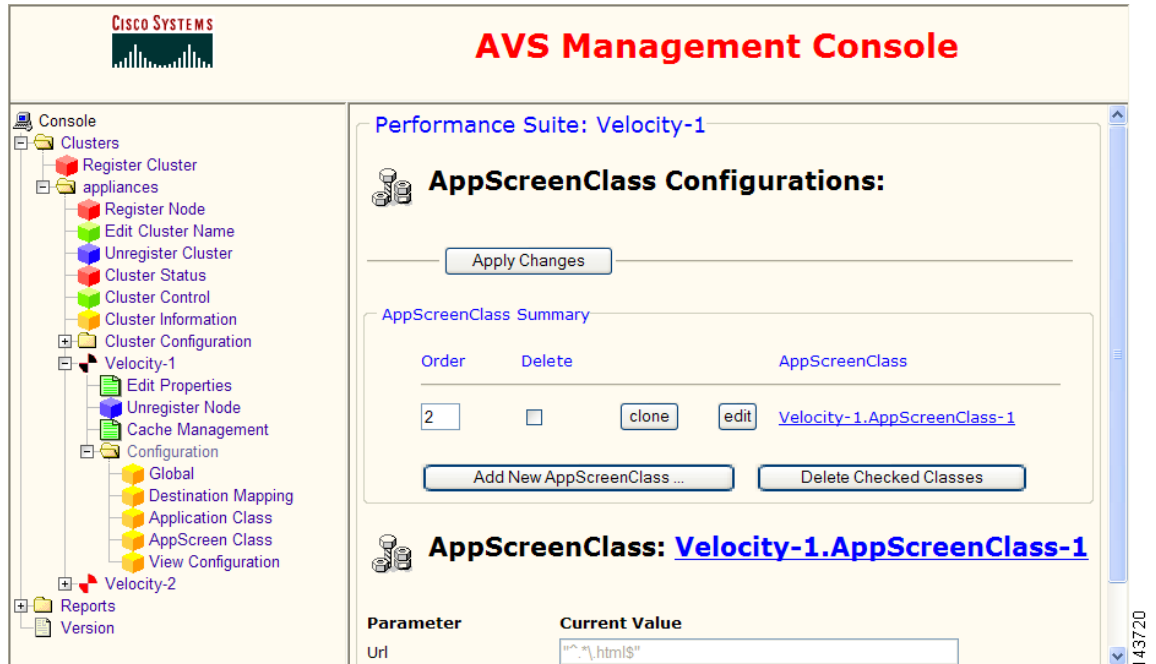 CISCO SYSTEMS
AVS Management Console
Console
Clusters
Register Cluster
appliances
Register Node
Edit Cluster Name
Unregister Cluster
Cluster Status
Cluster Control
Cluster Information
Cluster Configuration
Velocity-1
Edit Properties
Unregister Node
Cache Management
Configuration
Global
Destination Mapping
Application Class
AppScreen Class
View Configuration
Velocity-2
Reports
Version
Performance Suite: Velocity-1
AppScreenClass Configurations:
Apply Changes
AppScreenClass Summary
Order Delete AppScreenClass
2 clone edit Velocity-1.AppScreenClass-1
Add New AppScreenClass ... Delete Checked Classes
AppScreenClass: Velocity-1.AppScreenClass-1
Parameter Current Value
Url "^.*\.html$"
143720